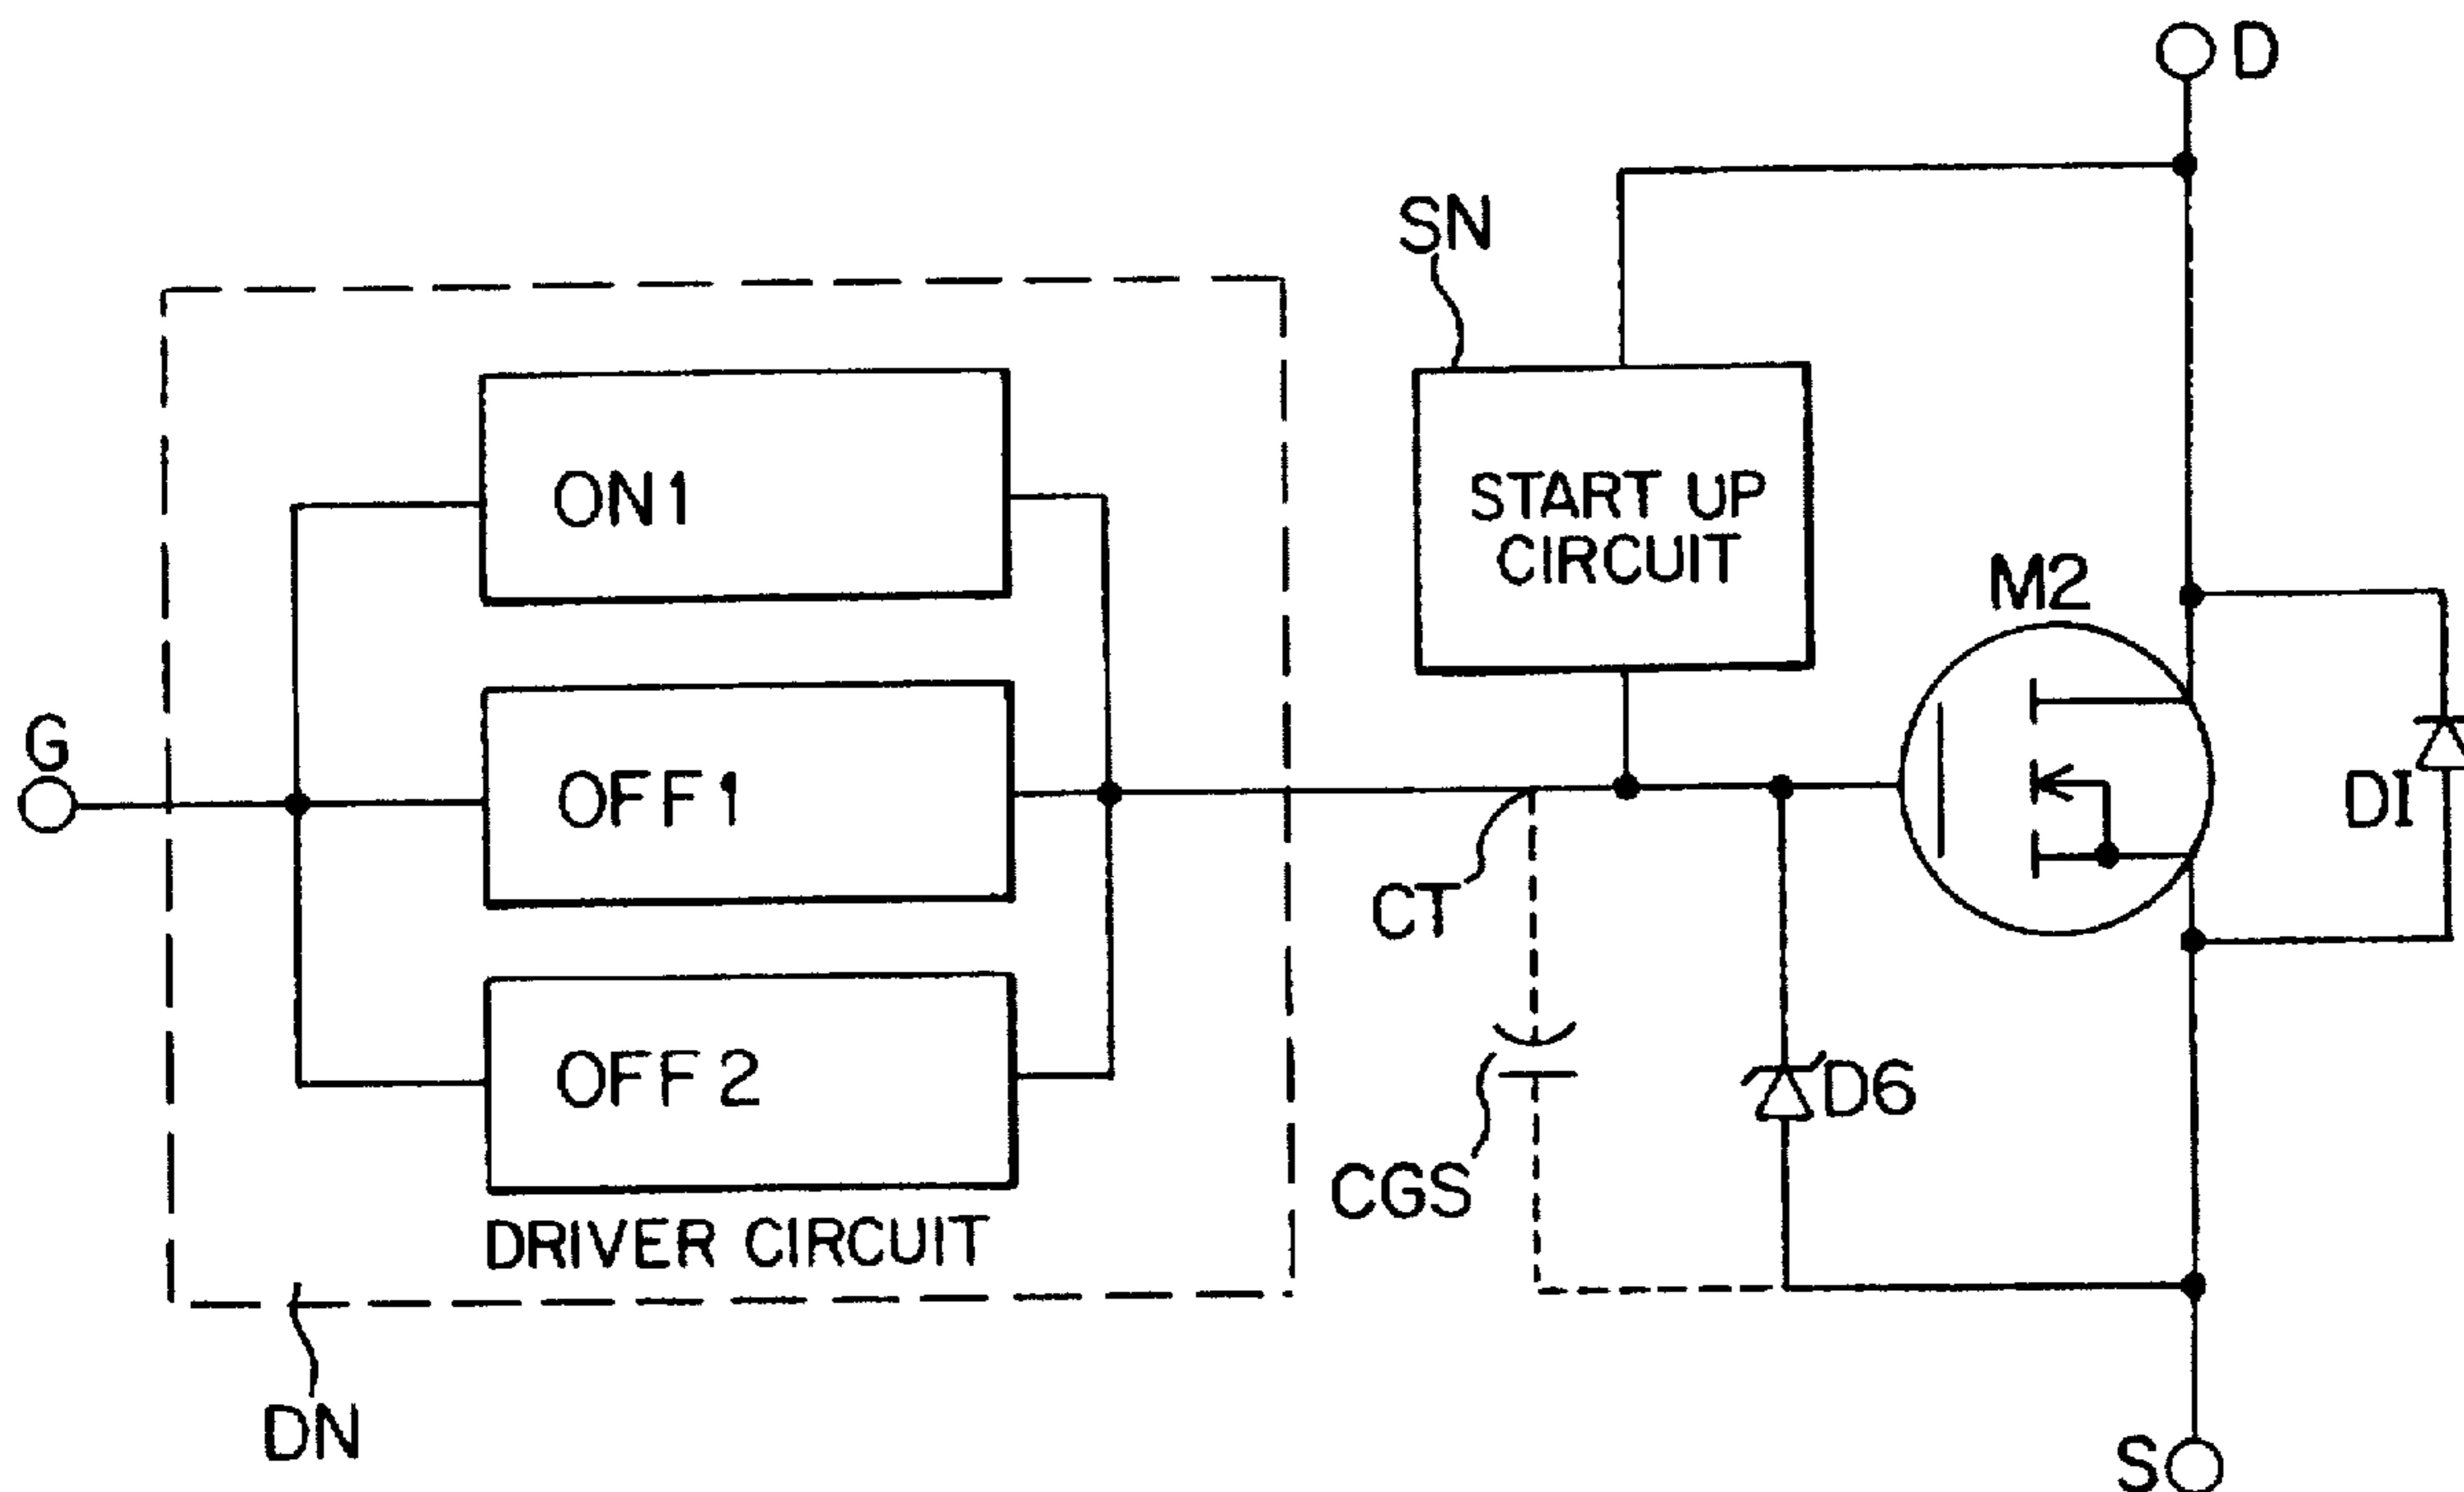 D
SN
ON1
START UP
CIRCUIT
M2
G
OFF1
DI
CT
OFF2
D6
CGS
DRIVER CIRCUIT
DN
S